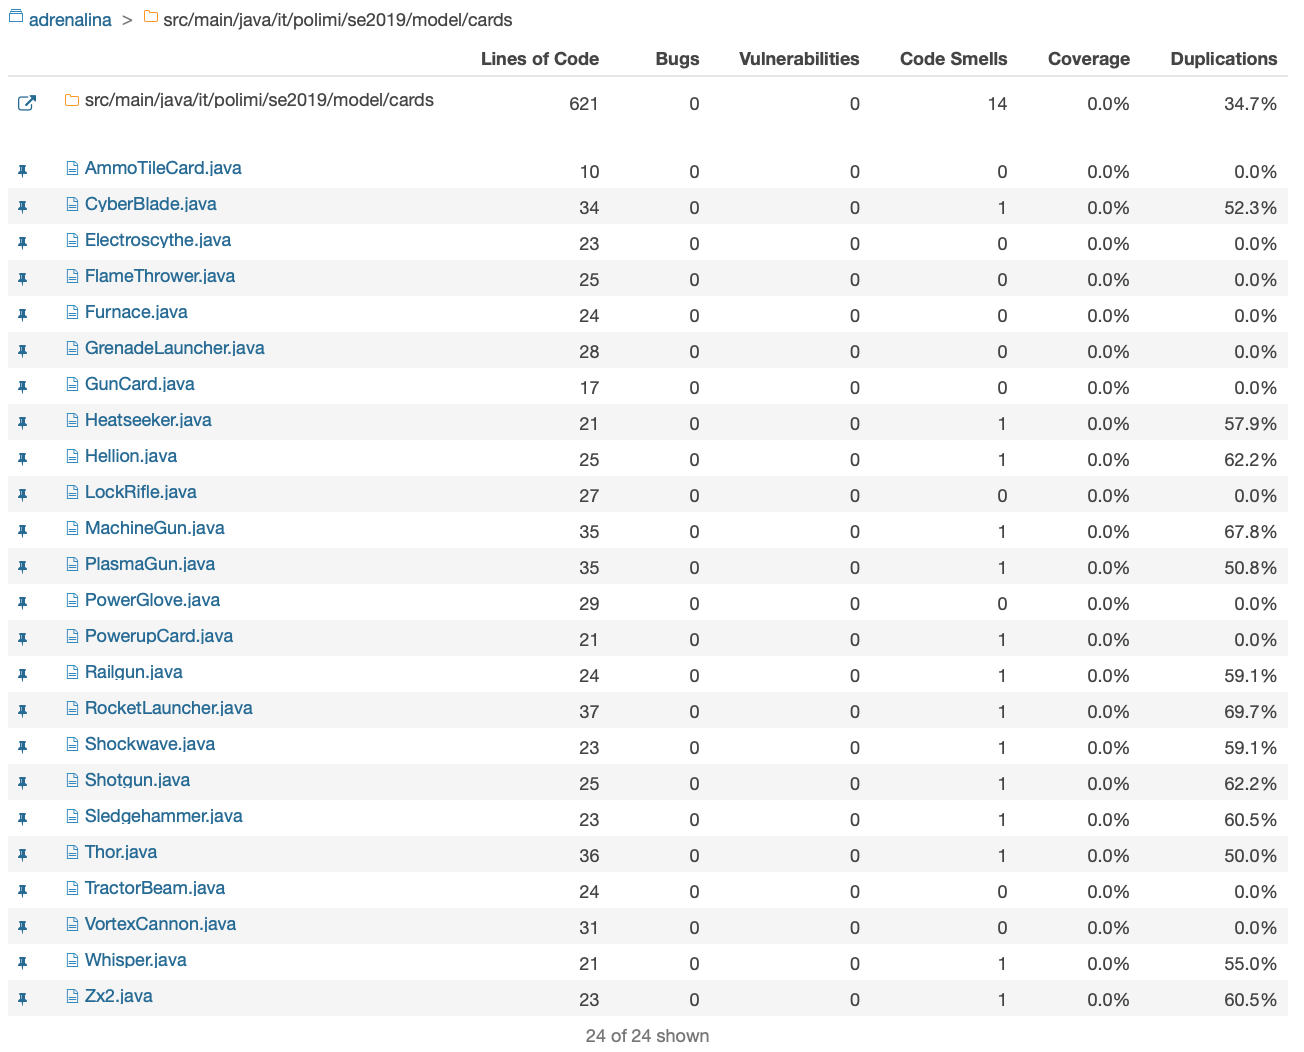 adrenalina > src/main/java/it/polimi/se2019/model/cards
Lines of Code Bugs Vulnerabilities Code Smells Coverage Duplications
src/main/java/it/polimi/se2019/model/cards 621 0 0 14 0.0% 34.7%
AmmoTileCard.java 10 0 0 0 0.0% 0.0%
CyberBlade.java 34 0 0 1 0.0% 52.3%
Electroscythe.java 23 0 0 0 0.0% 0.0%
FlameThrower.java 25 0 0 0 0.0% 0.0%
Furnace.java 24 0 0 0 0.0% 0.0%
GrenadeLauncher.java 28 0 0 0 0.0% 0.0%
GunCard.java 17 0 0 0 0.0% 0.0%
Heatseeker.java 21 0 0 1 0.0% 57.9%
Hellion.java 25 0 0 1 0.0% 62.2%
LockRifle.java 27 0 0 0 0.0% 0.0%
MachineGun.java 35 0 0 1 0.0% 67.8%
PlasmaGun.java 35 0 0 1 0.0% 50.8%
PowerGlove.java 29 0 0 0 0.0% 0.0%
PowerupCard.java 21 0 0 1 0.0% 0.0%
Railgun.java 24 0 0 1 0.0% 59.1%
RocketLauncher.java 37 0 0 1 0.0% 69.7%
Shockwave.java 23 0 0 1 0.0% 59.1%
Shotgun.java 25 0 0 1 0.0% 62.2%
Sledgehammer.java 23 0 0 1 0.0% 60.5%
Thor.java 36 0 0 1 0.0% 50.0%
TractorBeam.java 24 0 0 0 0.0% 0.0%
VortexCannon.java 31 0 0 0 0.0% 0.0%
Whisper.java 21 0 0 1 0.0% 55.0%
Zx2.java 23 0 0 1 0.0% 60.5%
24 of 24 shown